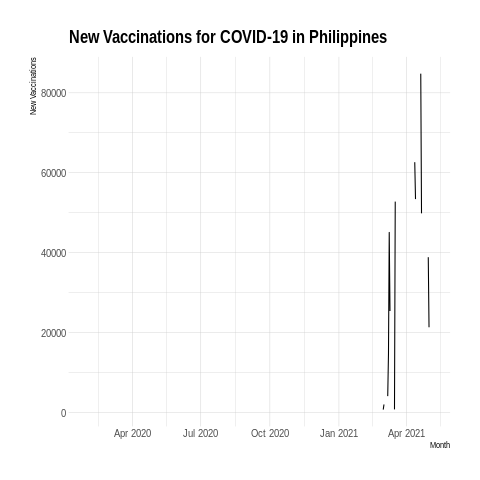 New Vaccinations for COVID-19 in Philippines
New Vaccinations
80000
60000
40000
20000
0
Apr 2020 Jul 2020 Oct 2020 Jan 2021 Apr 2021
Month